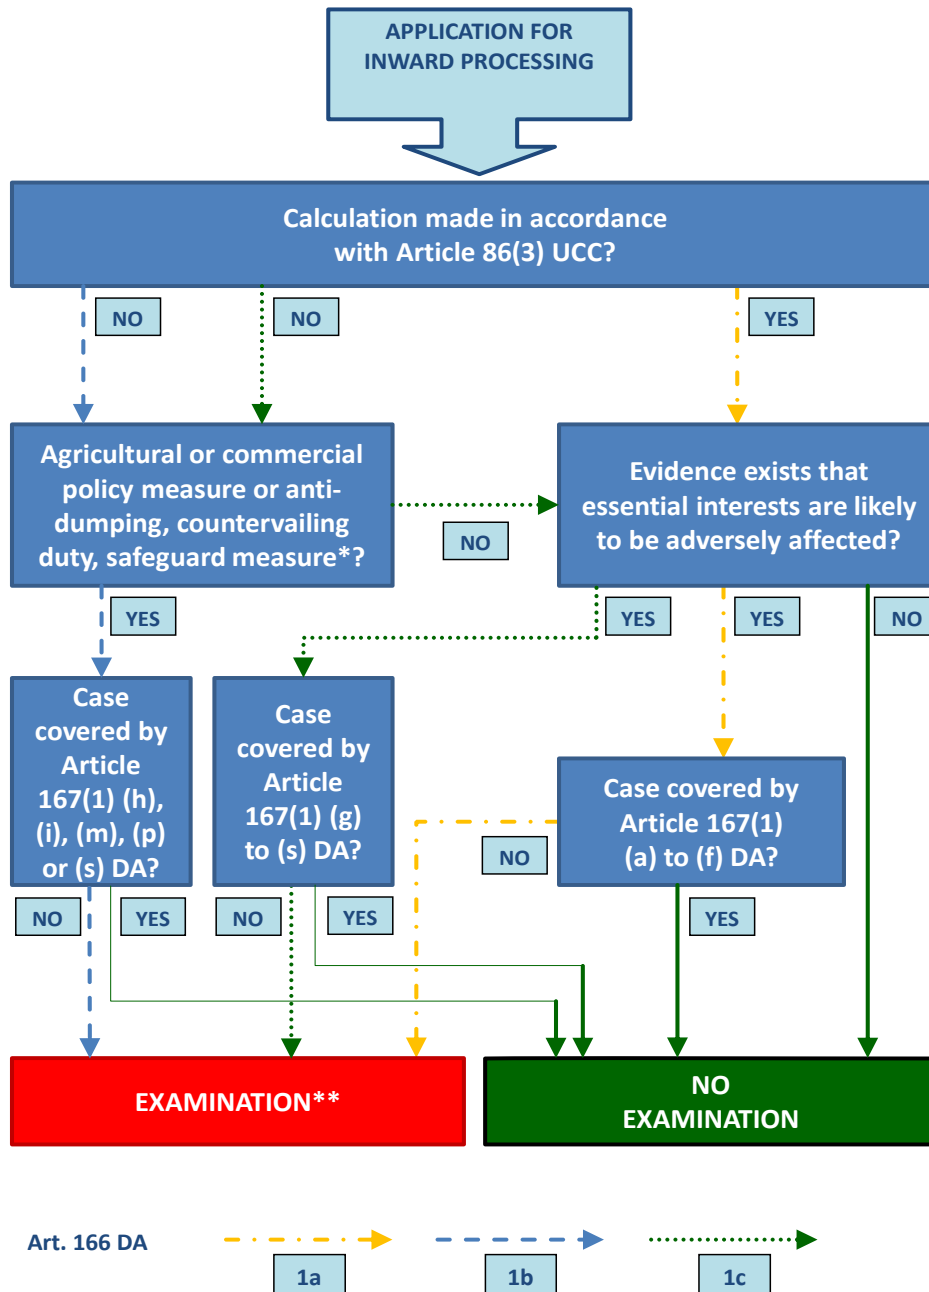 APPLICATION FOR
INWARD PROCESSING
Calculation made in accordance
with Article 86(3) UCC?
NO
NO
YES
Agricultural or commercial
policy measure or anti-
dumping, countervailing
duty, safeguard measure*?
NO
Evidence exists that
essential interests are likely
to be adversely affected?
YES
YES
YES
NO
Case
covered by
Article
167(1) (h),
(i), (m), (p)
or (s) DA?
Case
covered by
Article
167(1) (g)
to (s) DA?
Case covered by
Article 167(1)
(a) to (f) DA?
NO
NO
YES
NO
YES
YES
EXAMINATION**
NO
EXAMINATION
Art. 166 DA
1a
1b
1c